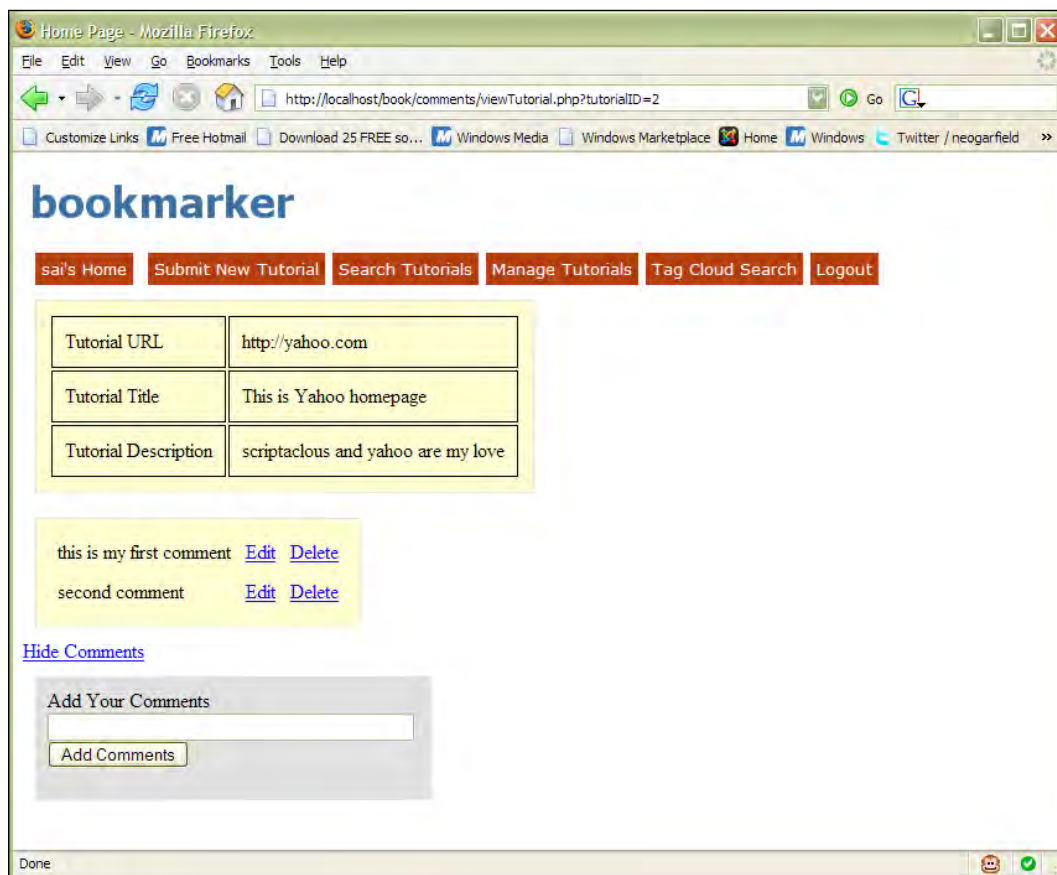 Home Page - Mozilla Firefox
File Edit View Go Bookmarks Tools Help
http://localhost/book/comments/viewTutorial.php?tutorialID=2 Go G
Customize Links Free Hotmail Download 25 FREE so... Windows Media Windows Marketplace Home Windows Twitter / neogarfield »
bookmarker
sai's Home Submit New Tutorial Search Tutorials Manage Tutorials Tag Cloud Search Logout
Tutorial URL http://yahoo.com
Tutorial Title This is Yahoo homepage
Tutorial Description scriptaclous and yahoo are my love
this is my first comment Edit Delete
second comment Edit Delete
Hide Comments
Add Your Comments
Add Comments
Done